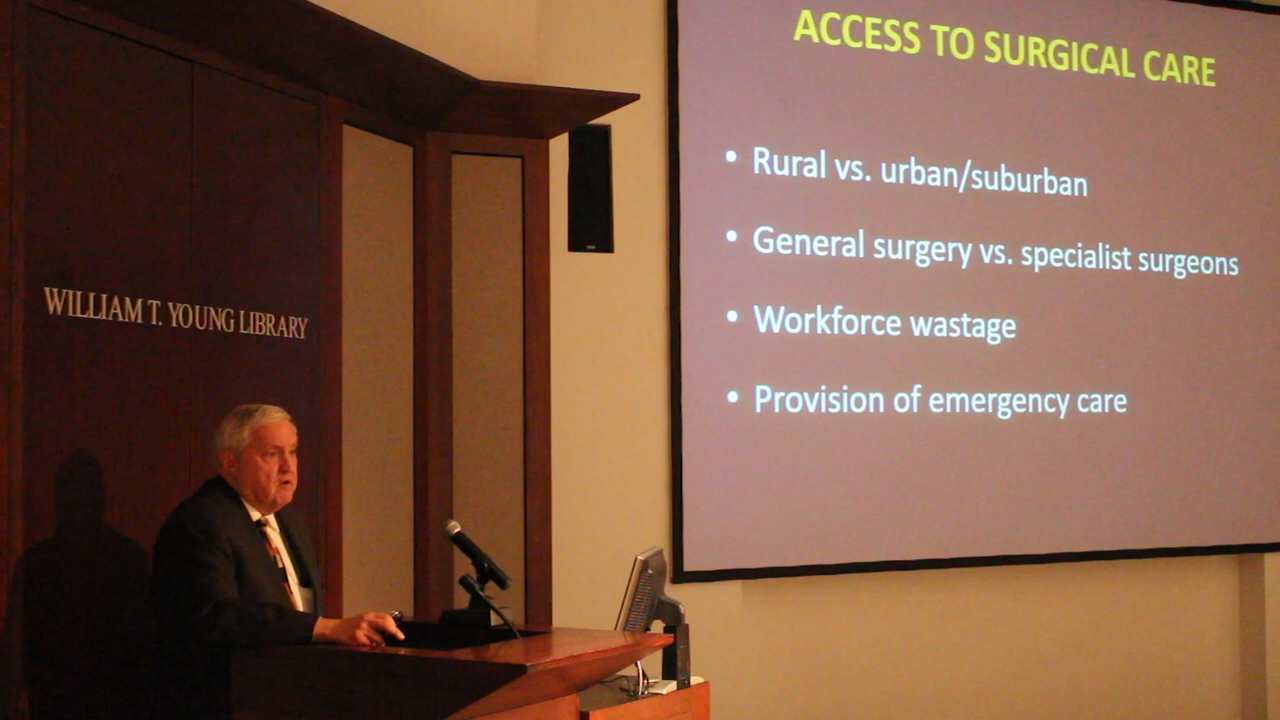 WILLIAM T. YOUNG LIBRARY
ACCESS TO SURGICAL CARE
• Rural vs. urban/suburban
• General surgery vs. specialist surgeons
• Workforce wastage
• Provision of emergency care